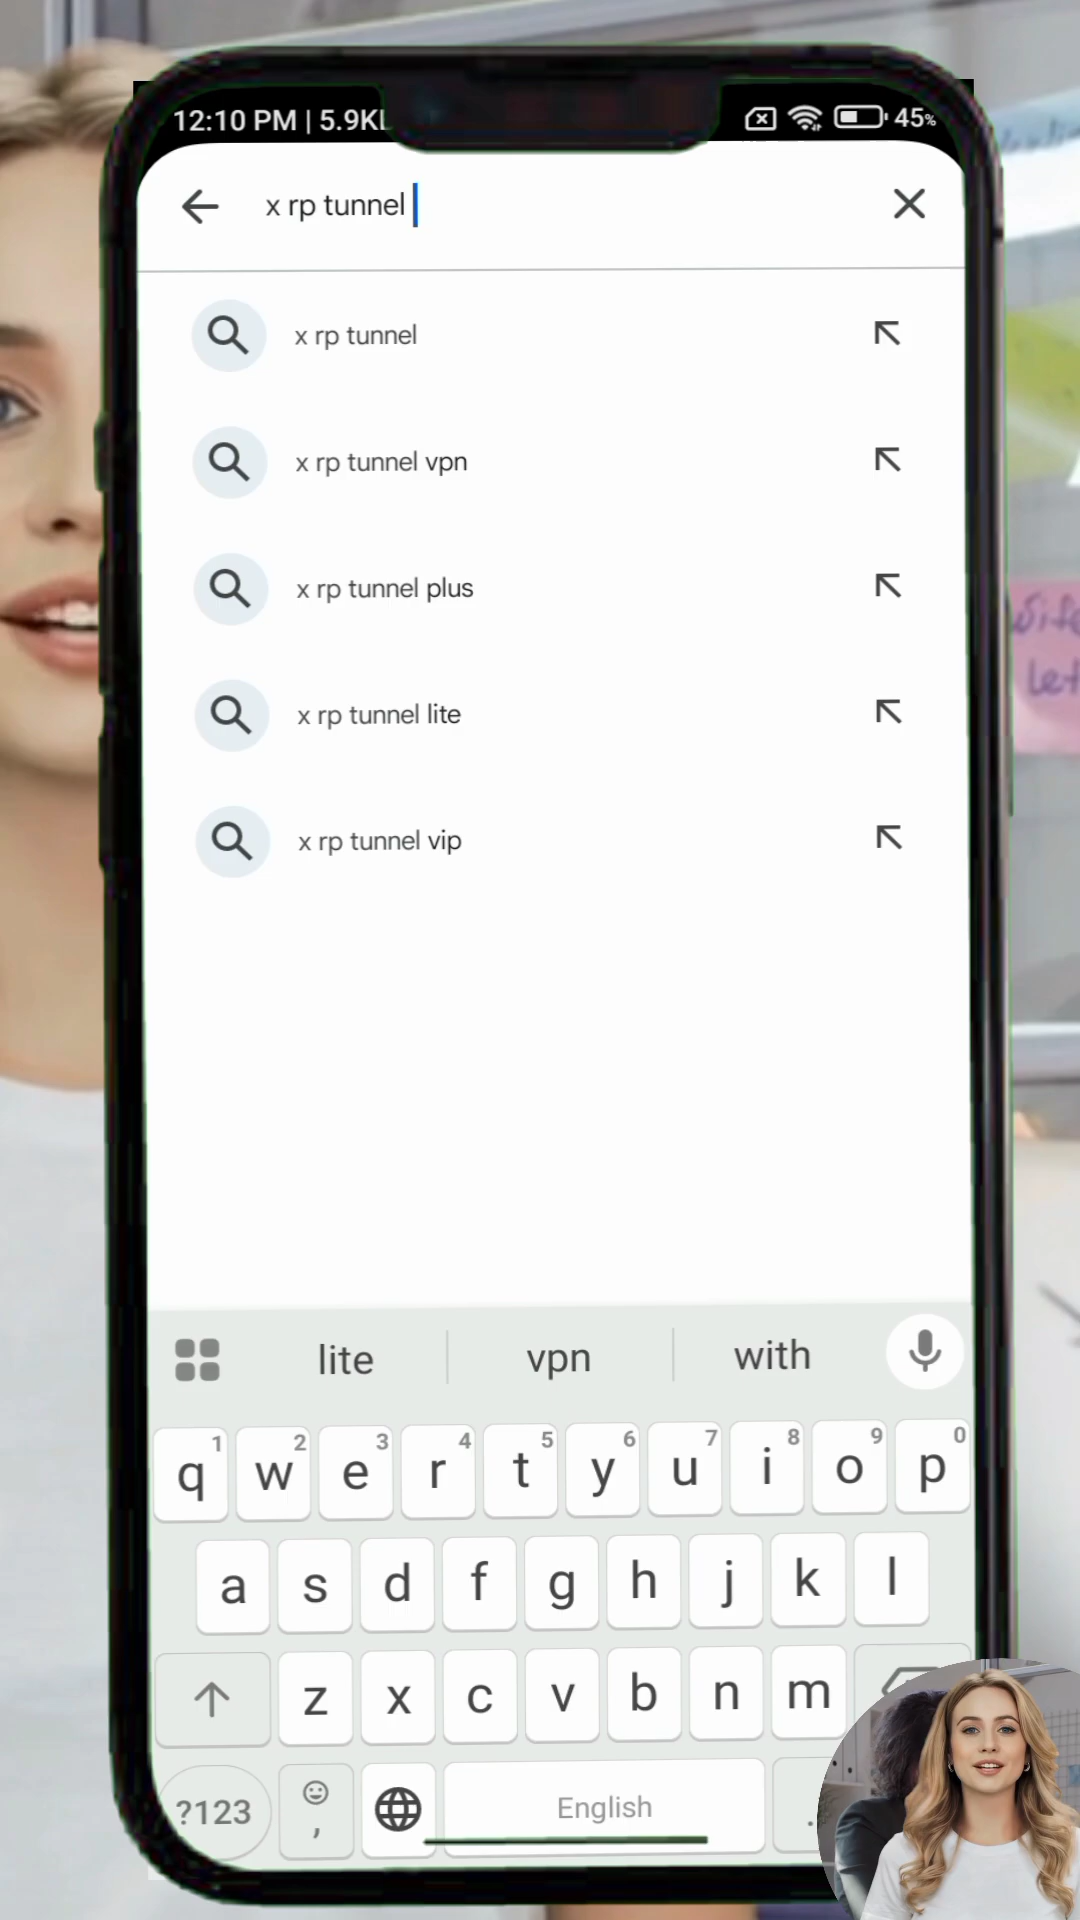 12:10 PM | 5.9K
45%
x rp tunnel
x rp tunnel
x rp tunnel vpn
x rp tunnel plus
x rp tunnel lite
x rp tunnel vip
lite vpn with
1 2 3 4 5 6 7 8 9 0
q w e r t y u i o p
a s d f g h j k l
z x c v b n m
?123 , English .